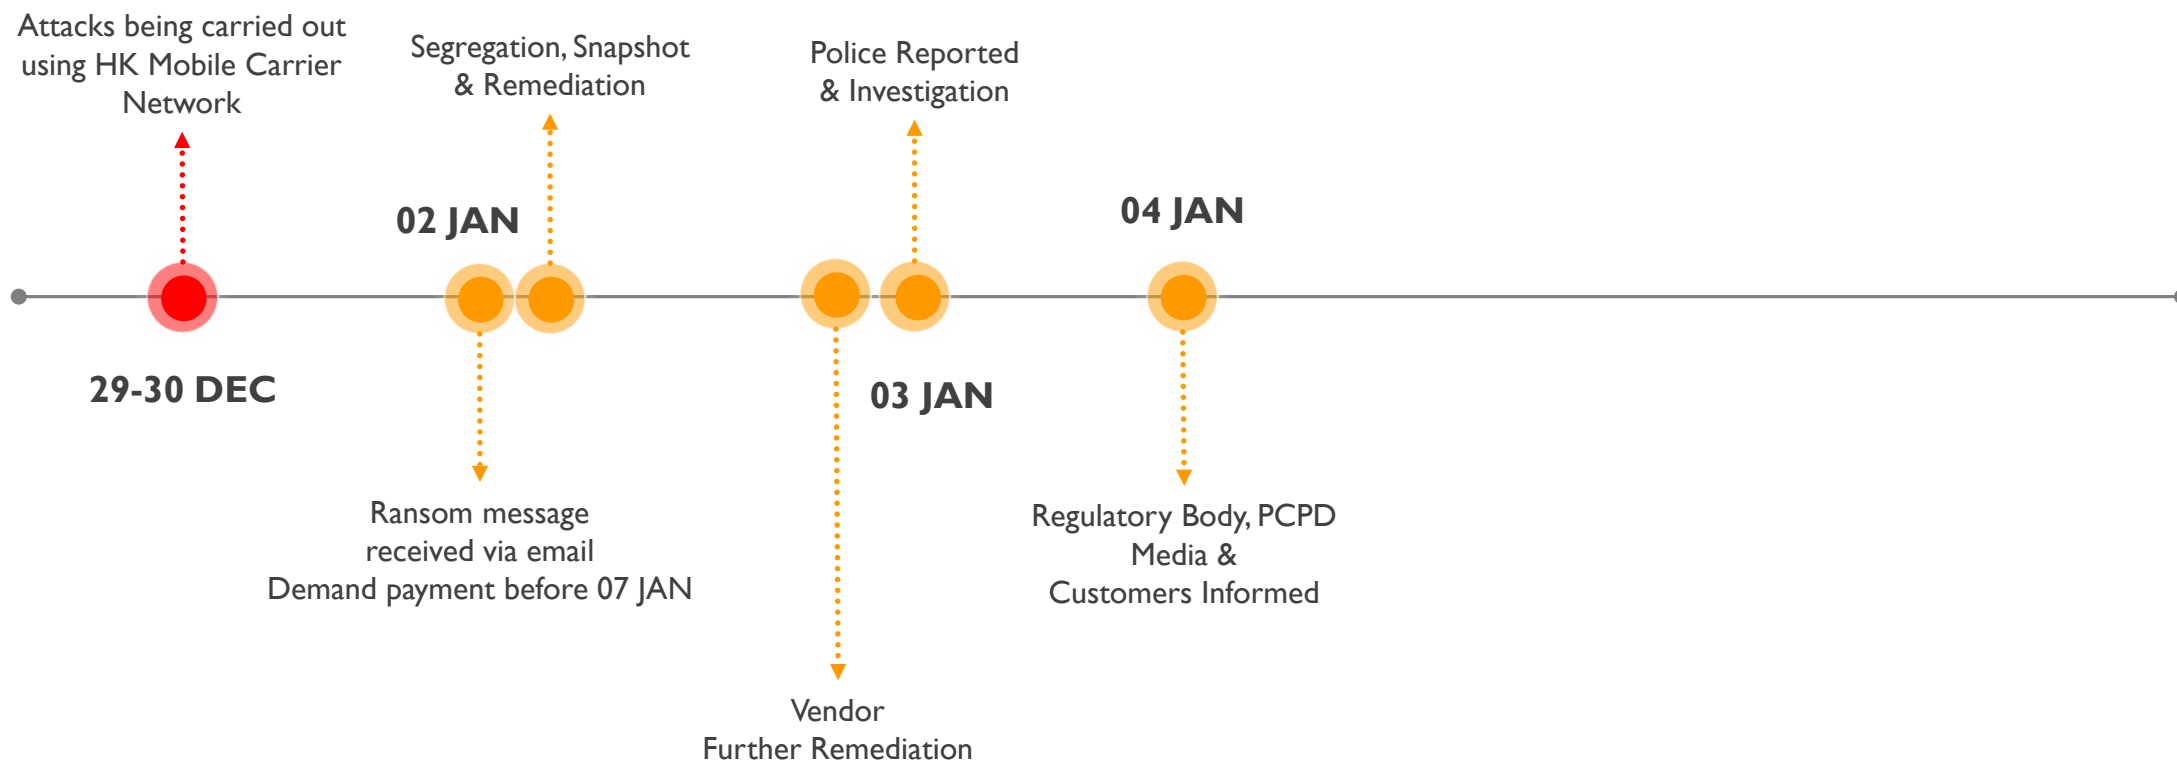 Attacks being carried out
using HK Mobile Carrier
Network
29-30 DEC
02 JAN
Ransom message
received via email
Demand payment before 07 JAN
Segregation, Snapshot
& Remediation
Vendor
Further Remediation
Police Reported
& Investigation
03 JAN
04 JAN
Regulatory Body, PCPD
Media &
Customers Informed